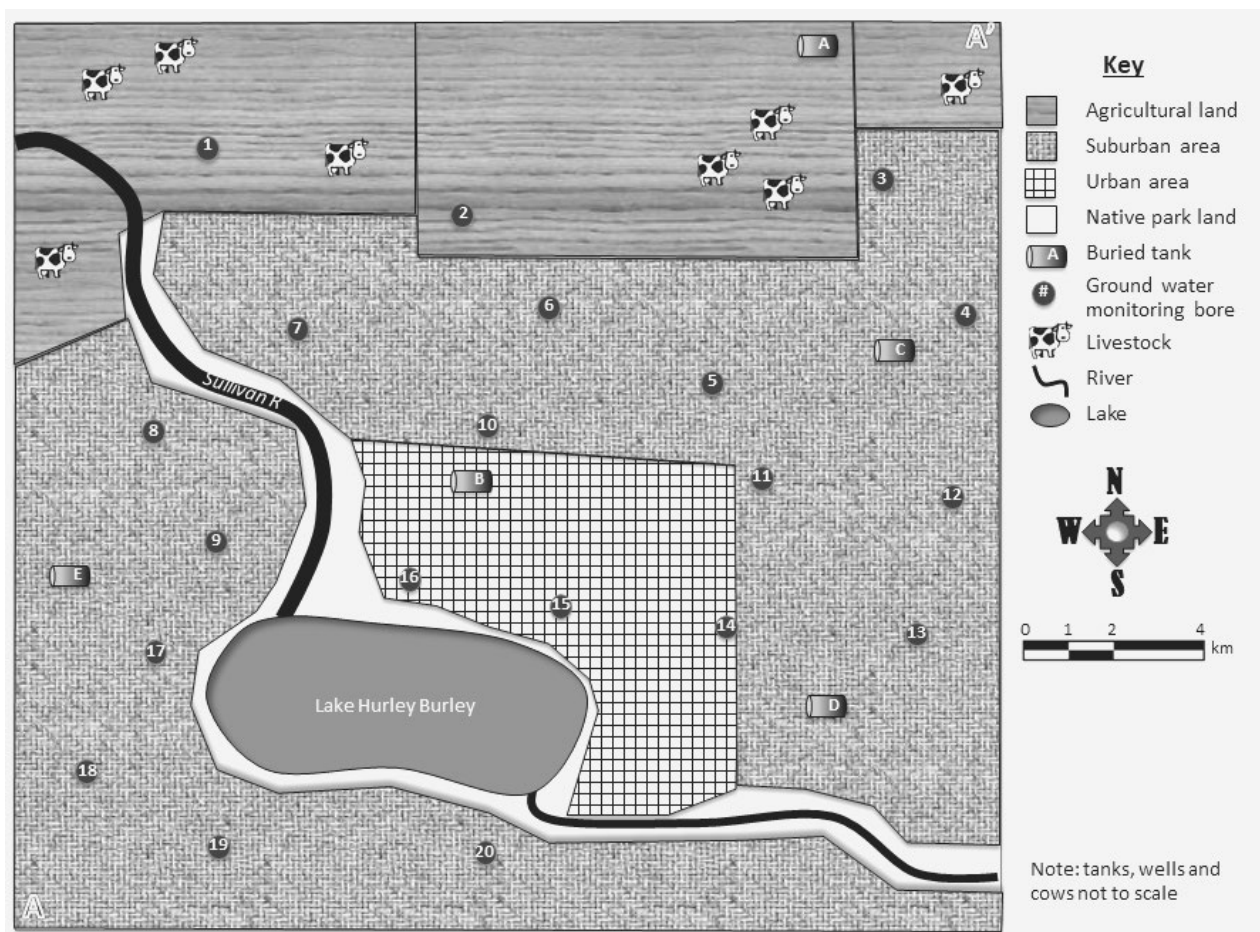 A'
A
1
3
2
6
4
7
C
5
8
10
B
11
12
9
E
16
15
14
13
17
D
18
19
20
A
Sullivan R
Lake Hurley Burley
Key
Agricultural land
Suburban area
Urban area
Native park land
A
Buried tank
#
Ground water
monitoring bore
Livestock
River
Lake
N
W E
S
0 1 2 4
km
Note: tanks, wells and
cows not to scale